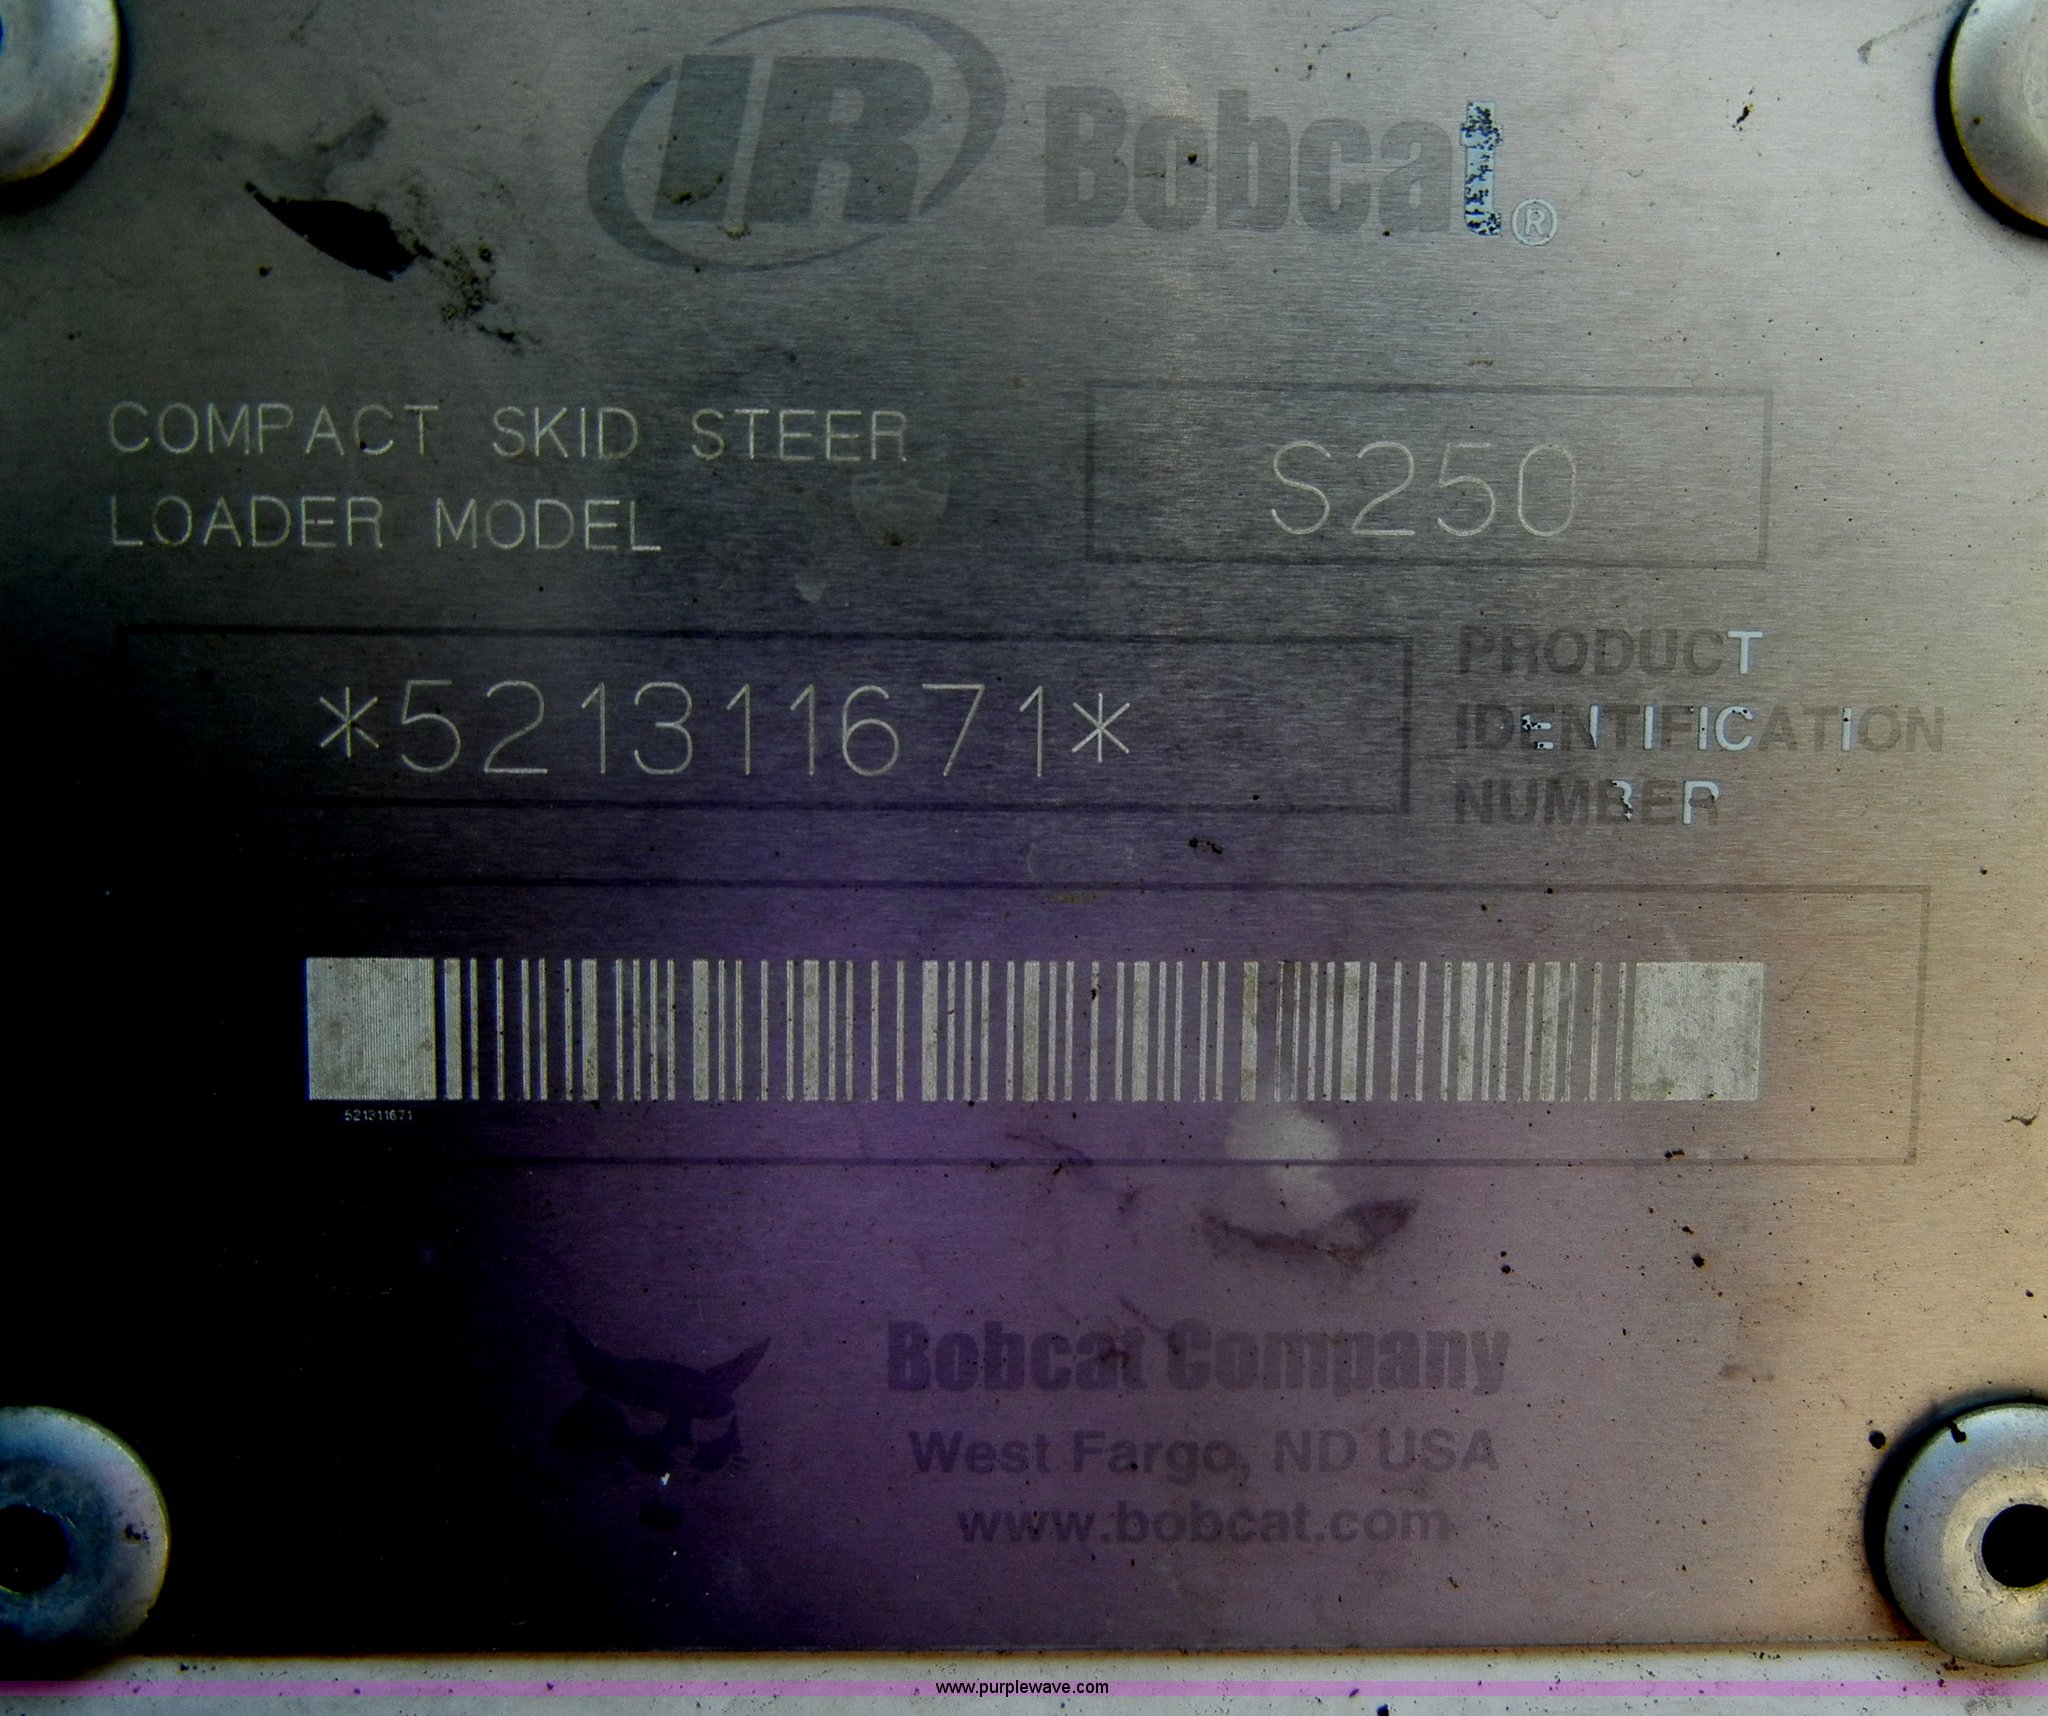 IR Bobcat®
COMPACT SKID STEER
LOADER MODEL
S250
*521311671*
PRODUCT
IDENTIFICATION
NUMBER
521311671
Bobcat Company
West Fargo, ND USA
www.bobcat.com
www.purplewave.com